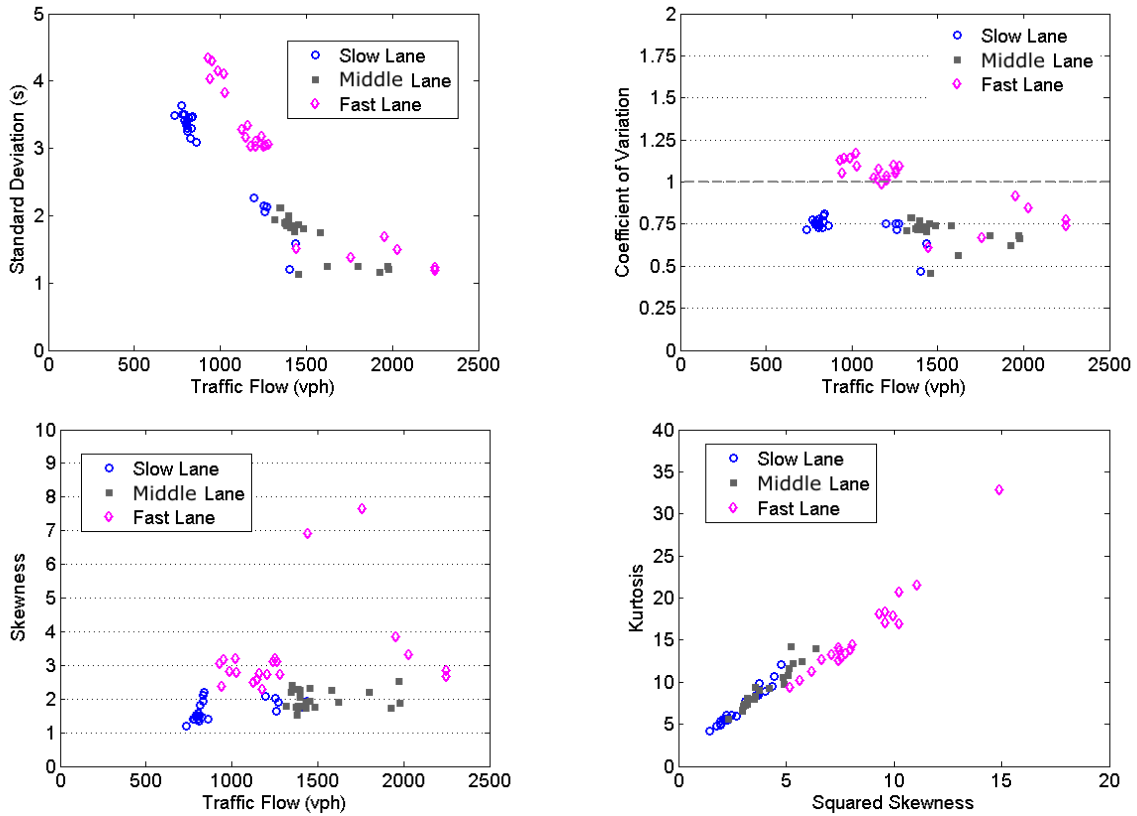 5
4
3
2
1
0
0
500
1000
1500
2000
2500
Standard Deviation (s)
Traffic Flow (vph)
Slow Lane
Middle Lane
Fast Lane
2
1.75
1.5
1.25
1
0.75
0.5
0.25
0
0
500
1000
1500
2000
2500
Coefficient of Variation
Traffic Flow (vph)
Slow Lane
Middle Lane
Fast Lane
10
9
8
7
6
5
4
3
2
1
0
0
500
1000
1500
2000
2500
Skewness
Traffic Flow (vph)
Slow Lane
Middle Lane
Fast Lane
40
35
30
25
20
15
10
5
0
0
5
10
15
20
Kurtosis
Squared Skewness
Slow Lane
Middle Lane
Fast Lane